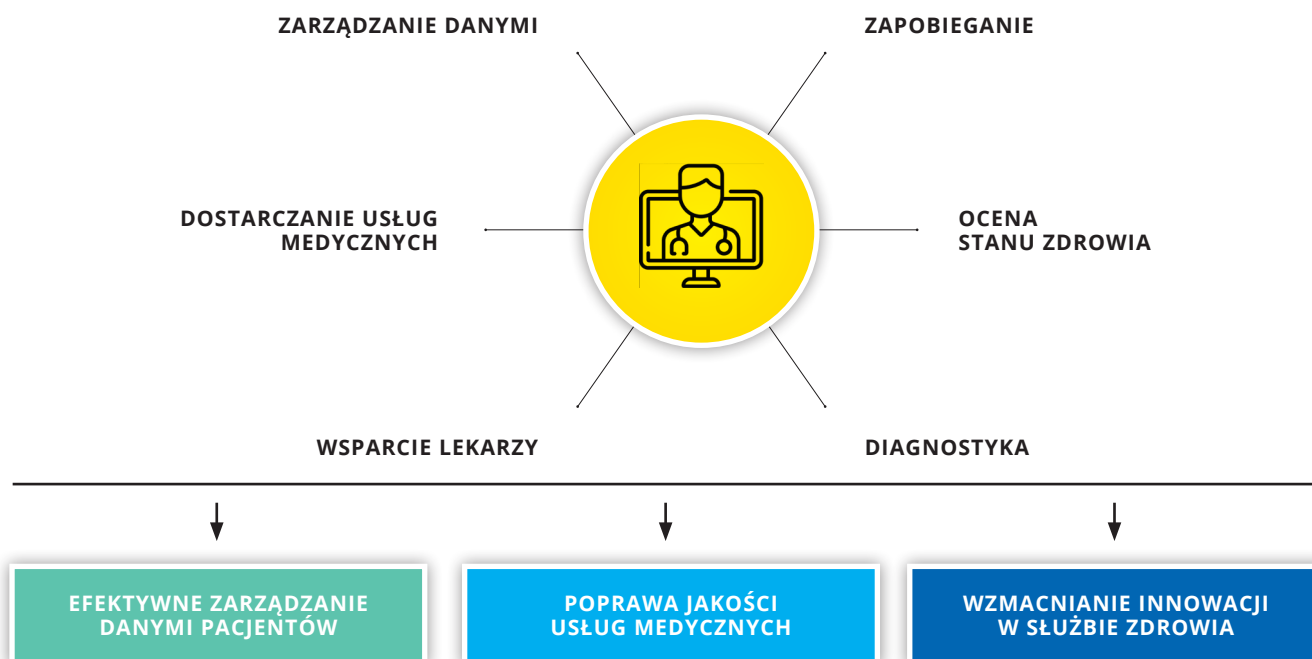 ZARZĄDZANIE DANYMI
ZAPOBIEGANIE
DOSTARCZANIE USŁUG
MEDYCZNYCH
OCENA
STANU ZDROWIA
WSPARCIE LEKARZY
DIAGNOSTYKA
EFEKTYWNE ZARZĄDZANIE
DANYMI PACJENTÓW
POPRAWA JAKOŚCI
USŁUG MEDYCZNYCH
WZMACNIANIE INNOWACJI
W SŁUŻBIE ZDROWIA